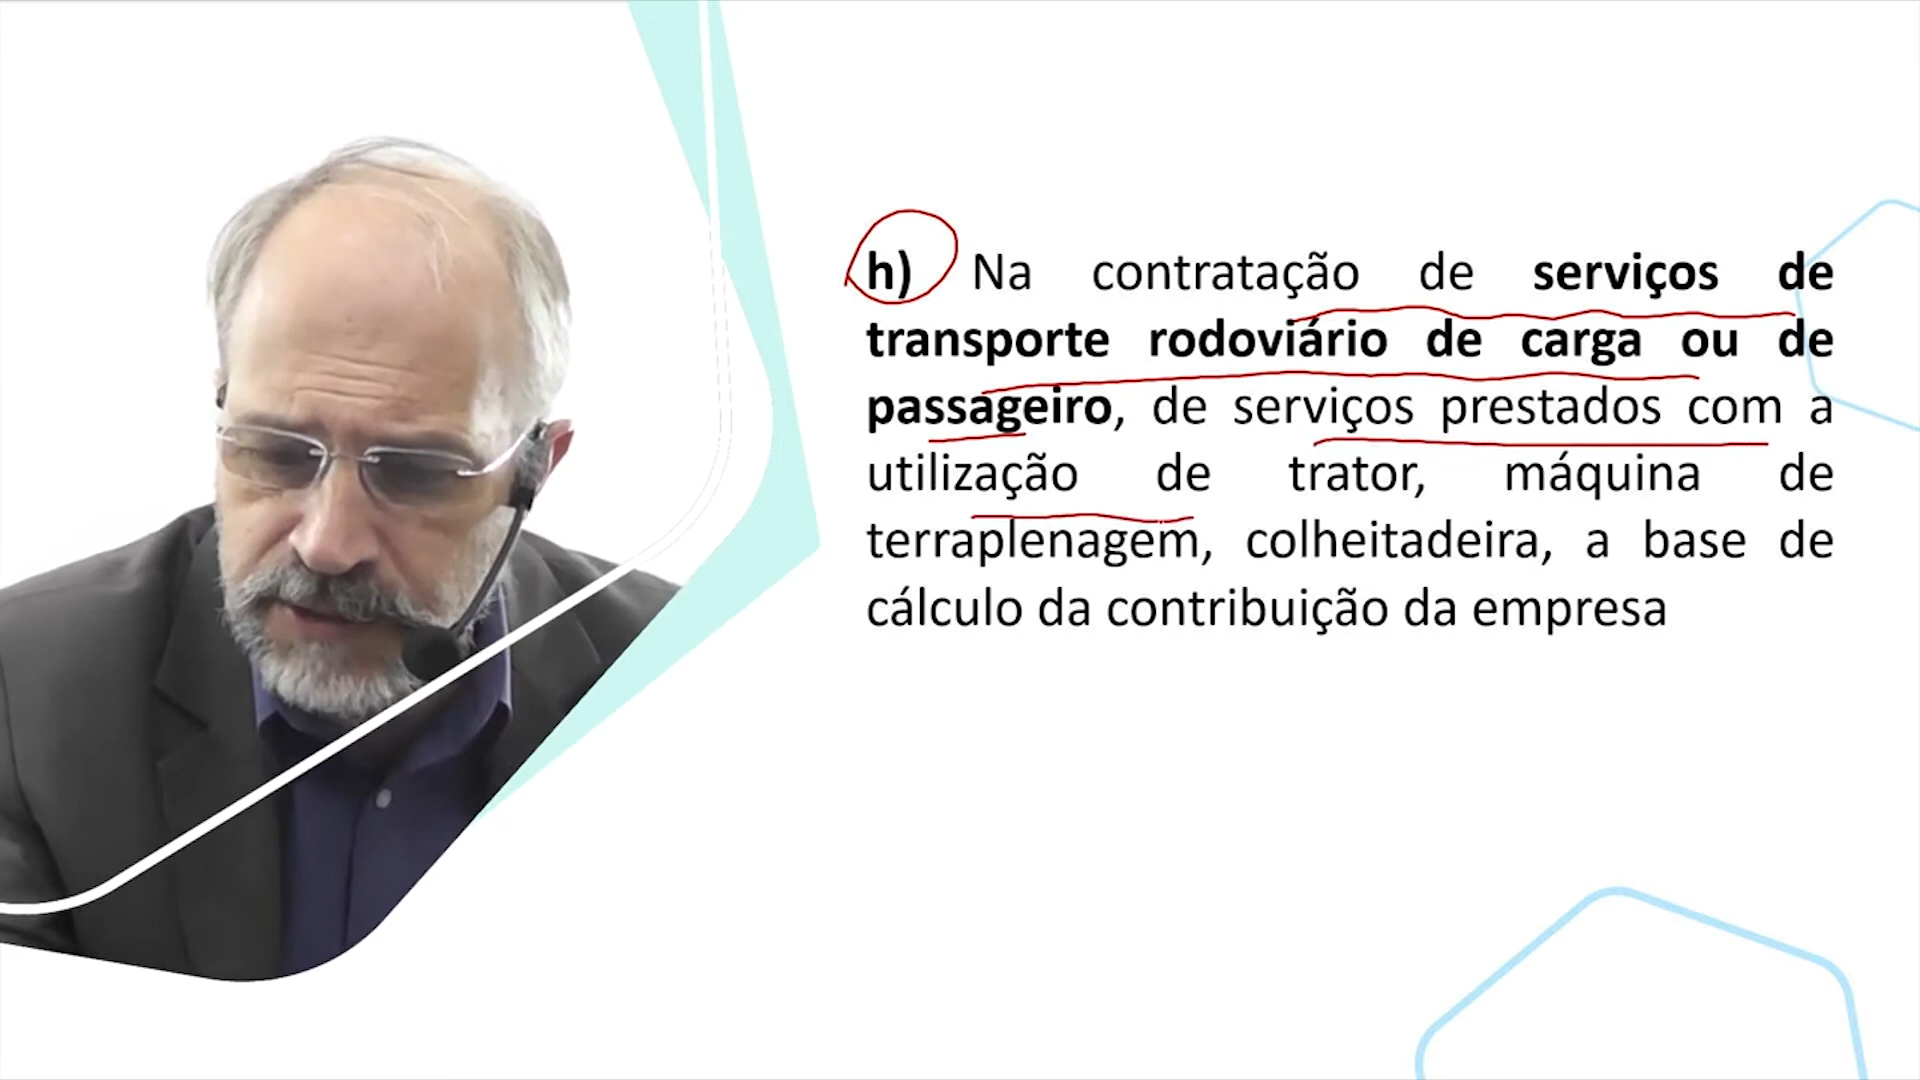 h) Na contratação de serviços de
transporte rodoviário de carga ou de
passageiro, de serviços prestados com a
utilização de trator, máquina de
terraplenagem, colheitadeira, a base de
cálculo da contribuição da empresa